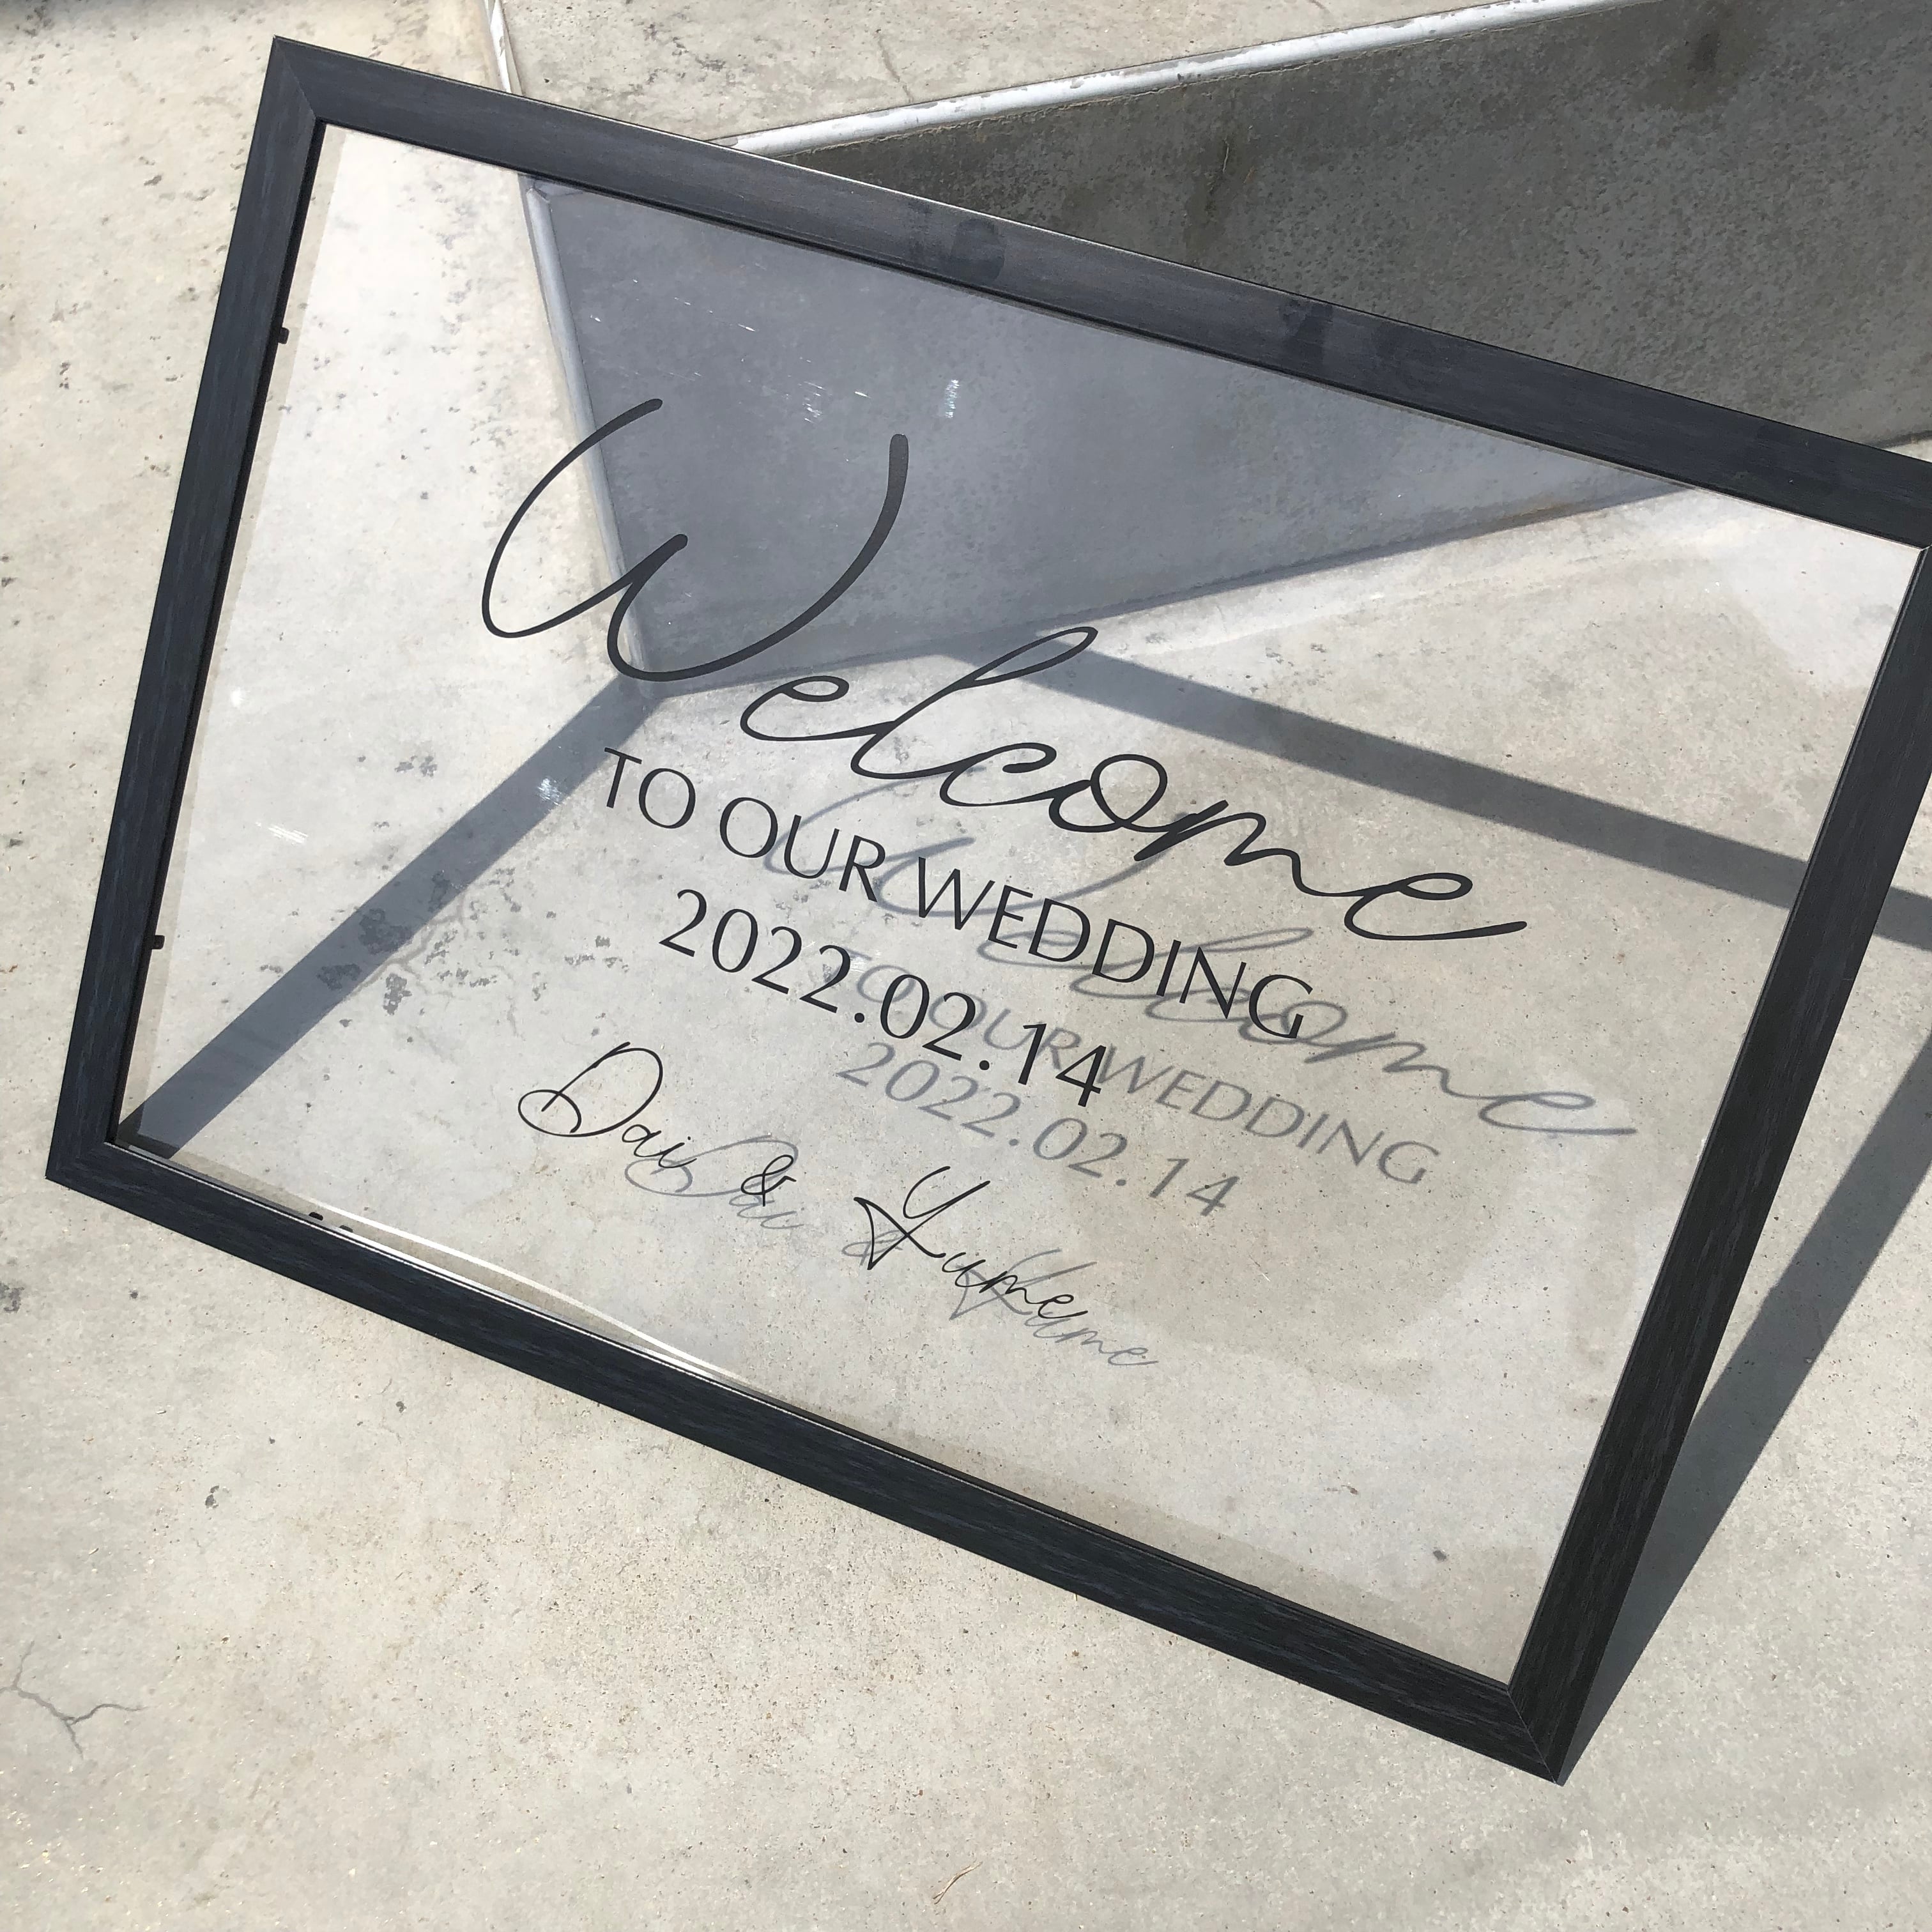 Welcome
TO OUR WEDDING
2022.02.14
Dai & Yume